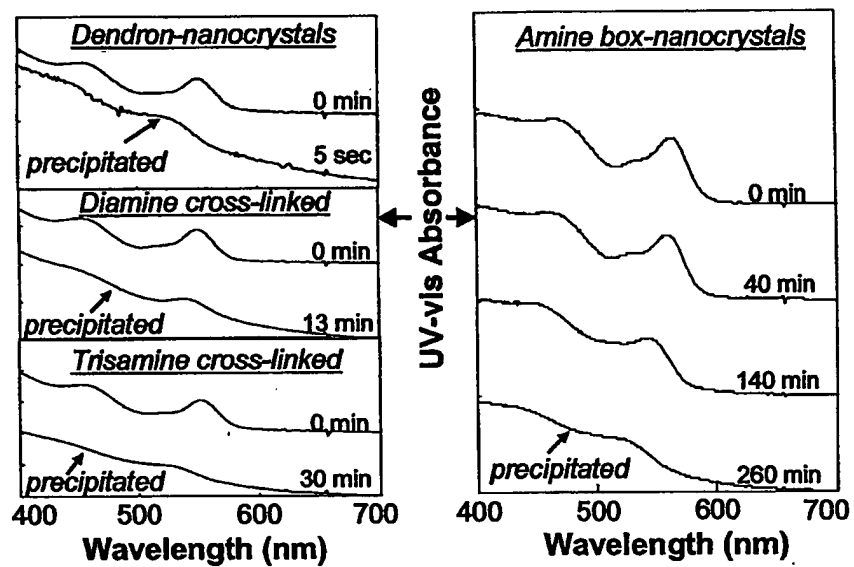 Dendron-nanocrystals
0 min
precipitated
5 sec
Diamine cross-linked
0 min
precipitated
13 min
Trisamine cross-linked
0 min
precipitated
30 min
400 500 600 700
Wavelength (nm)
UV-vis Absorbance
Amine box-nanocrystals
0 min
40 min
140 min
precipitated
260 min
400 500 600 700
Wavelength (nm)